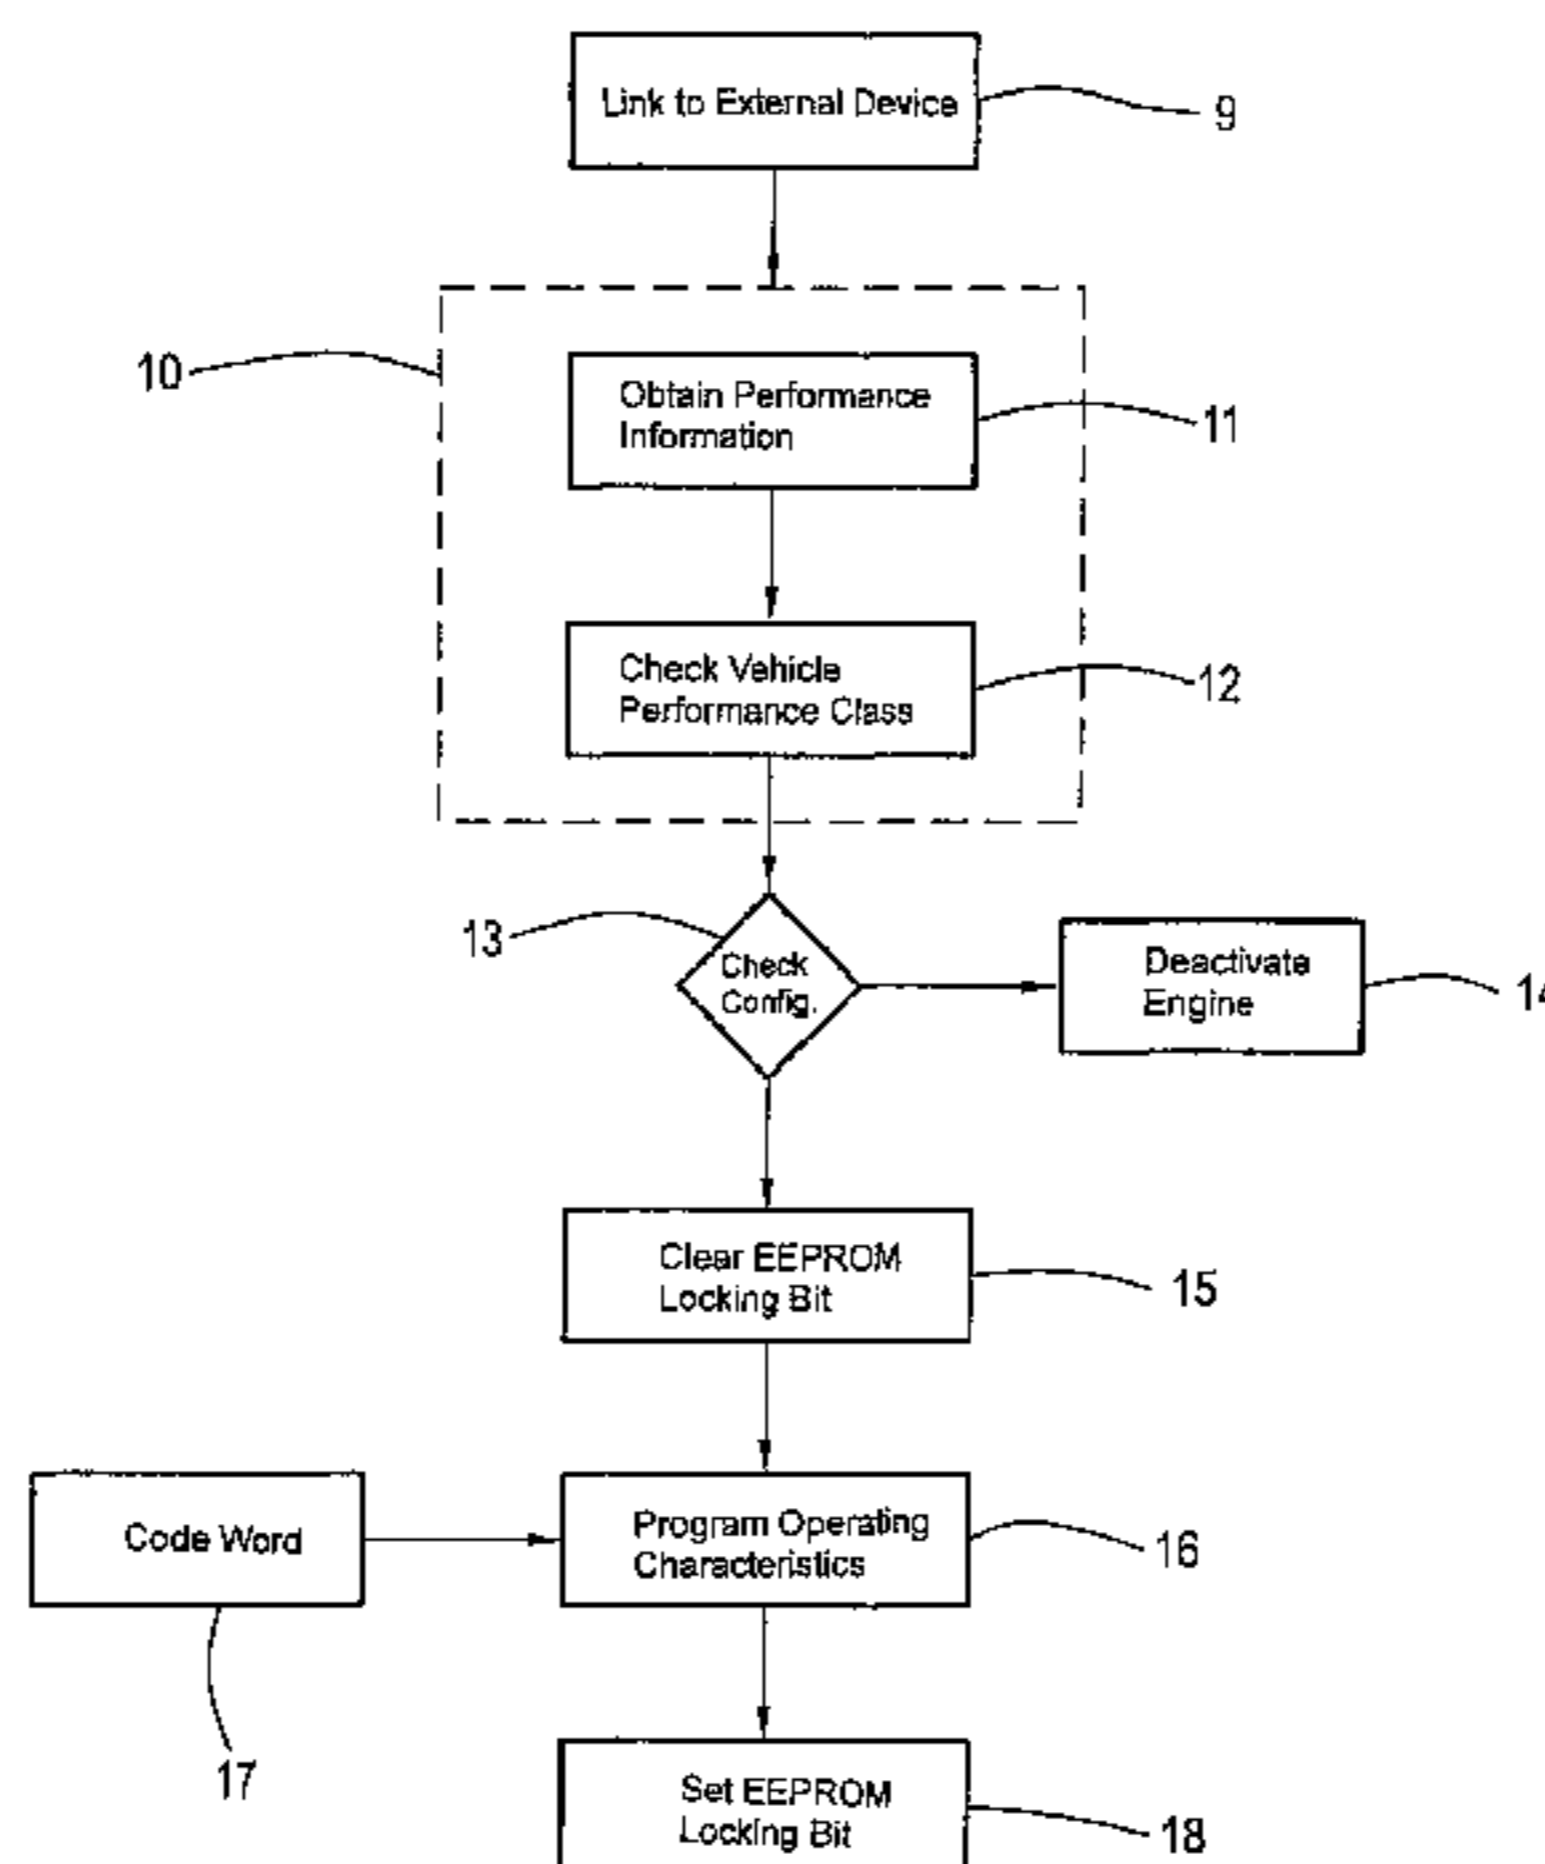 Link to External Device
9
10
Obtain Performance
Information
11
Check Vehicle
Performance Class
12
13
Check
Config.
Deactivate
Engine
14
Clear EEPROM
Locking Bit
15
Code Word
Program Operating
Characteristics
16
17
Set EEPROM
Locking Bit
18